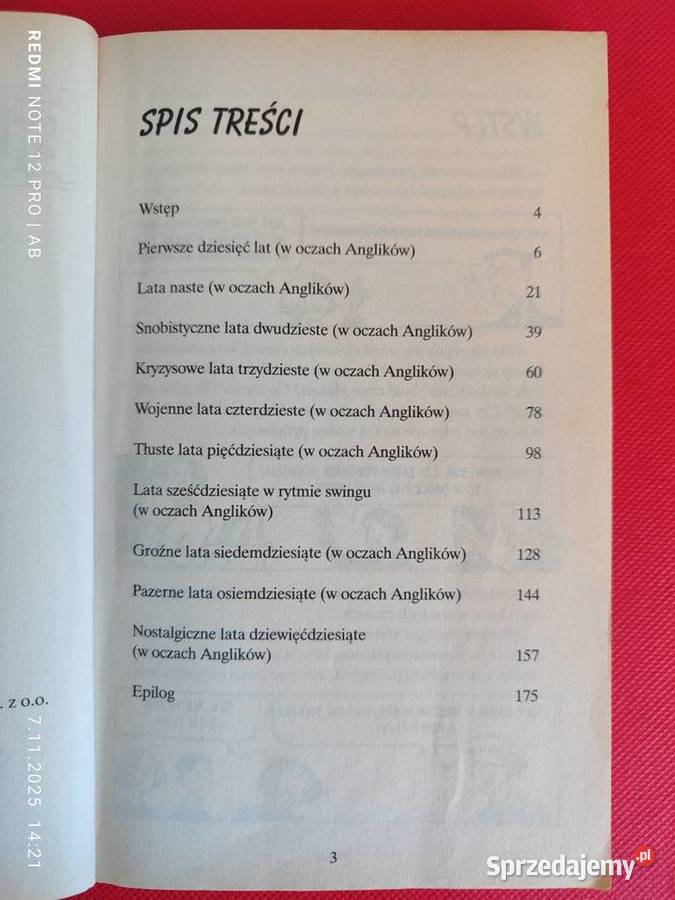 SPIS TREŚCI
Wstęp 4
Pierwsze dziesięć lat (w oczach Anglików) 6
Lata naste (w oczach Anglików) 21
Snobistyczne lata dwudzieste (w oczach Anglików) 39
Kryzysowe lata trzydzieste (w oczach Anglików) 60
Wojenne lata czterdzieste (w oczach Anglików) 78
Tłuste lata pięćdziesiąte (w oczach Anglików) 98
Lata sześćdziesiąte w rytmie swingu
(w oczach Anglików) 113
Groźne lata siedemdziesiąte (w oczach Anglików) 128
Pazerne lata osiemdziesiąte (w oczach Anglików) 144
Nostalgiczne lata dziewięćdziesiąte
(w oczach Anglików) 157
Epilog 175
3
. z o.o.
REDMI NOTE 12 PRO | AB
7.11.2025 14:21
Sprzedajemy.pl